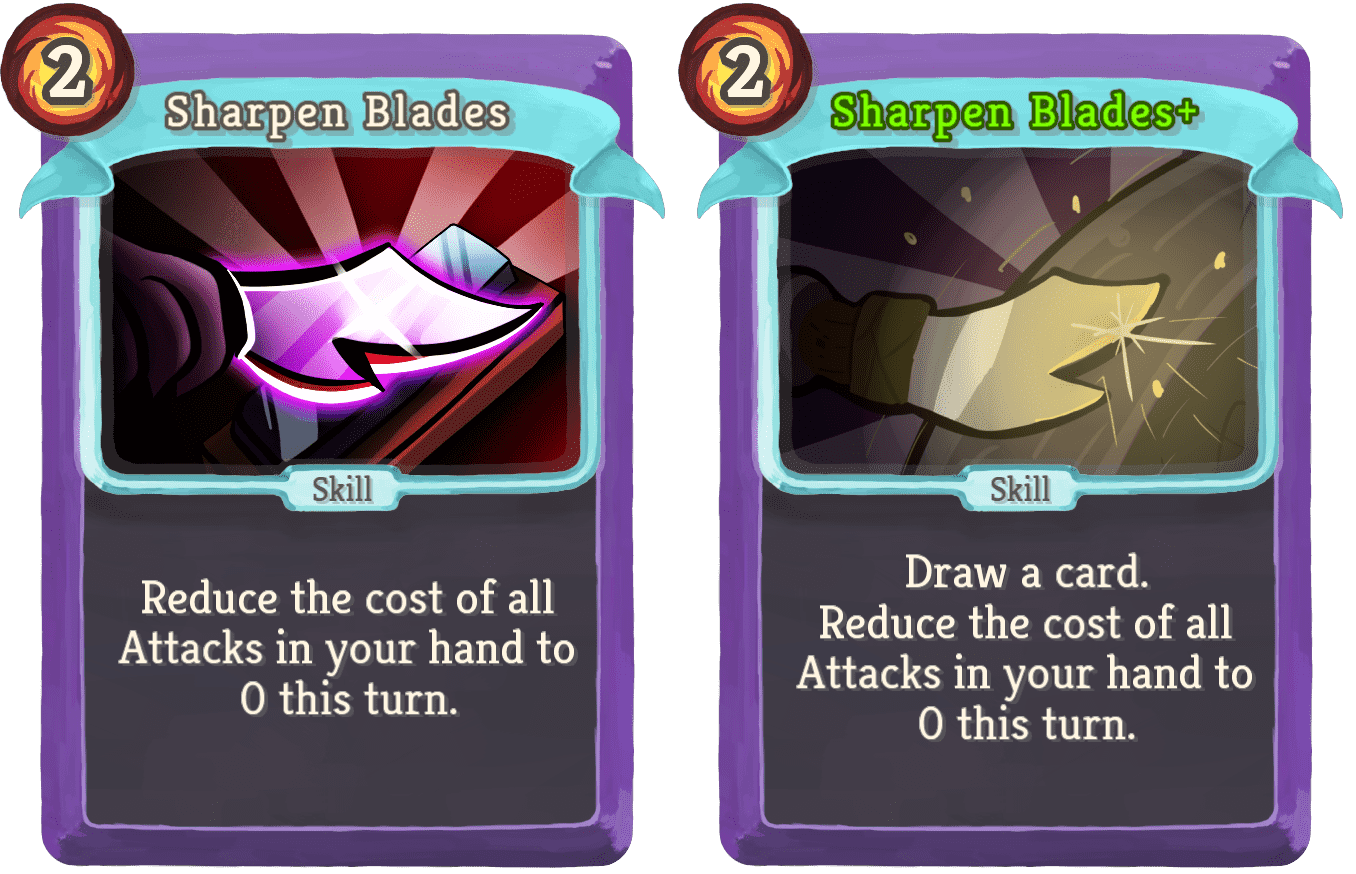 2
Sharpen Blades
Skill
Reduce the cost of all
Attacks in your hand to
0 this turn.
2
Sharpen Blades+
Skill
Draw a card.
Reduce the cost of all
Attacks in your hand to
0 this turn.